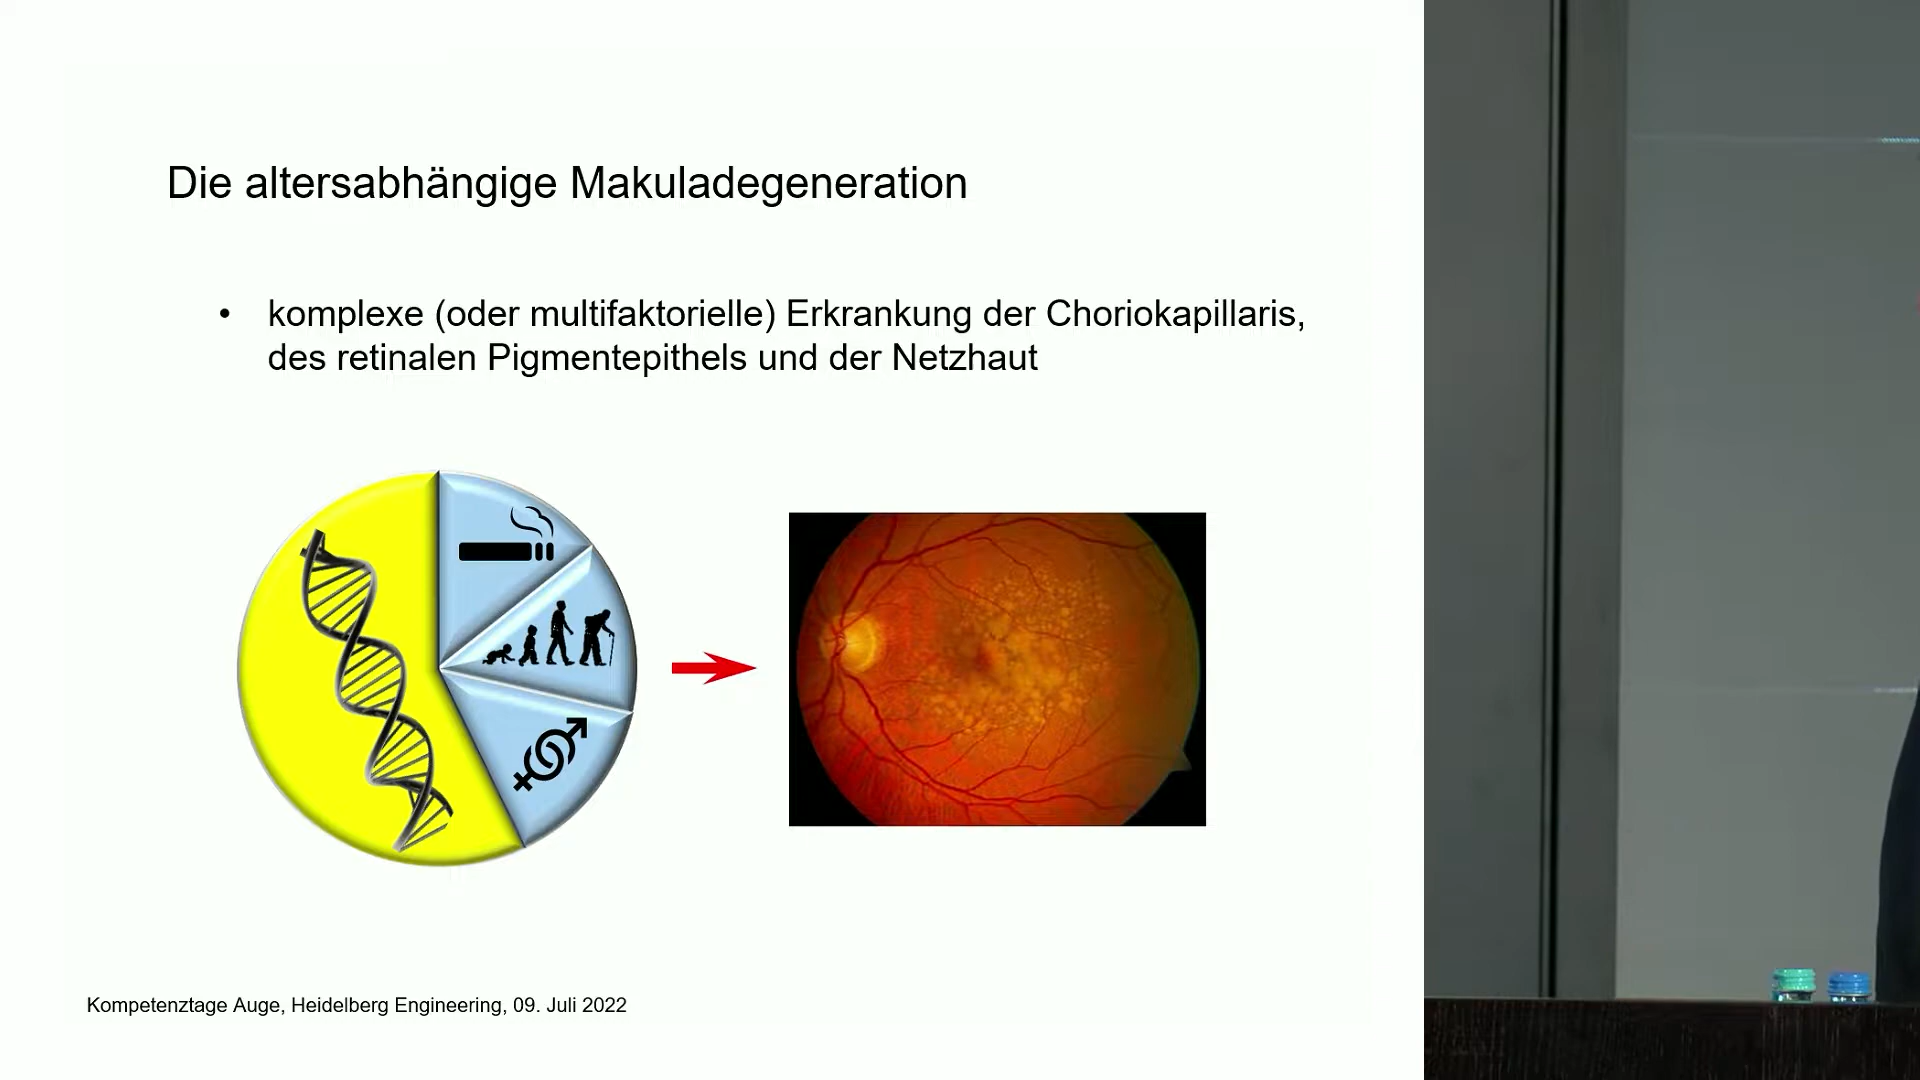 Die altersabhängige Makuladegeneration
• komplexe (oder multifaktorielle) Erkrankung der Choriokapillaris,
des retinalen Pigmentepithels und der Netzhaut
Kompetenztage Auge, Heidelberg Engineering, 09. Juli 2022